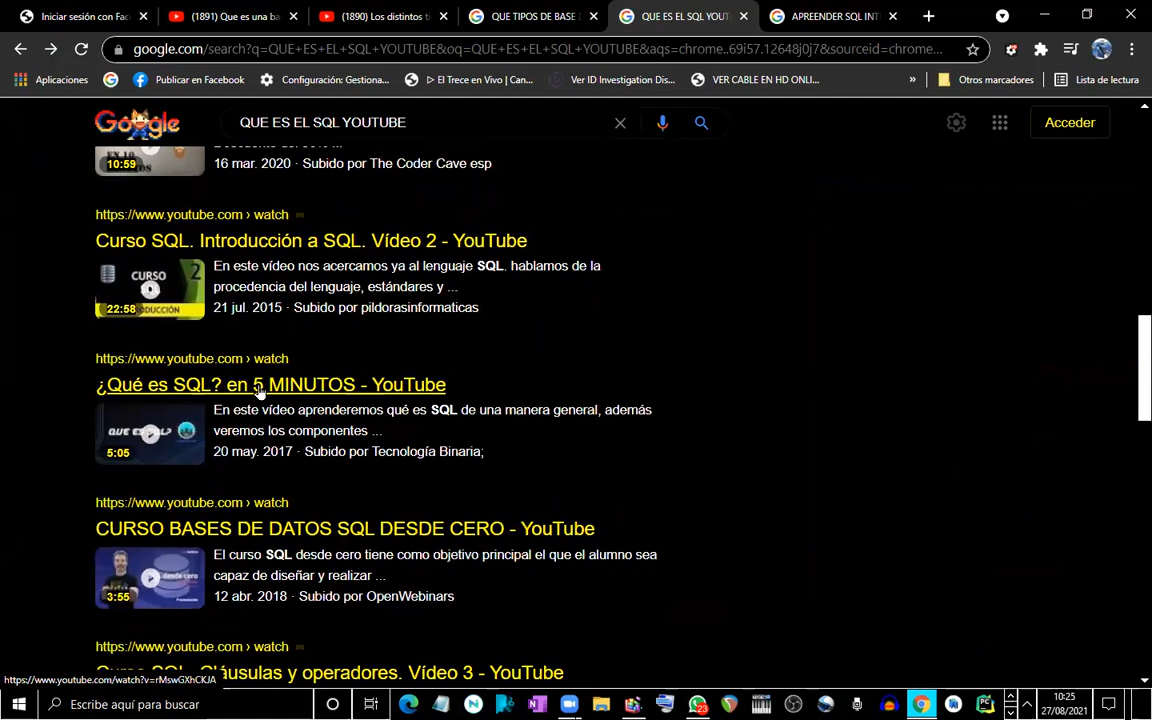 Iniciar sesión con Fac
(1891) Que es una ba
(1890) Los distintos ti
QUE TIPOS DE BASE
QUE ES EL SQL YOUT
APREENDER SQL INT
google.com/search?q=QUE+ES+EL+SQL+YOUTUBE&oq=QUE+ES+EL+SQL+YOUTUBE&aqs=chrome..69i57.12648j0j7&sourceid=chrome...
Aplicaciones
Publicar en Facebook
Configuración: Gestiona...
▷ El Trece en Vivo | Can...
Ver ID Investigation Dis...
VER CABLE EN HD ONLI...
»
Otros marcadores
Lista de lectura
Google
QUE ES EL SQL YOUTUBE
Acceder
10:59
16 mar. 2020 · Subido por The Coder Cave esp
https://www.youtube.com › watch
Curso SQL. Introducción a SQL. Vídeo 2 - YouTube
CURSO 2
22:58
En este vídeo nos acercamos ya al lenguaje SQL. hablamos de la
procedencia del lenguaje, estándares y ...
21 jul. 2015 · Subido por pildorasinformaticas
https://www.youtube.com › watch
¿Qué es SQL? en 5 MINUTOS - YouTube
5:05
En este vídeo aprenderemos qué es SQL de una manera general, además
veremos los componentes ...
20 may. 2017 · Subido por Tecnología Binaria;
https://www.youtube.com › watch
CURSO BASES DE DATOS SQL DESDE CERO - YouTube
desde cero
3:55
El curso SQL desde cero tiene como objetivo principal el que el alumno sea
capaz de diseñar y realizar ...
12 abr. 2018 · Subido por OpenWebinars
https://www.youtube.com › watch
Curso SQL. Cláusulas y operadores. Vídeo 3 - YouTube
https://www.youtube.com/watch?v=rMswGXhCKJA
Escribe aquí para buscar
23
10:25
27/08/2021